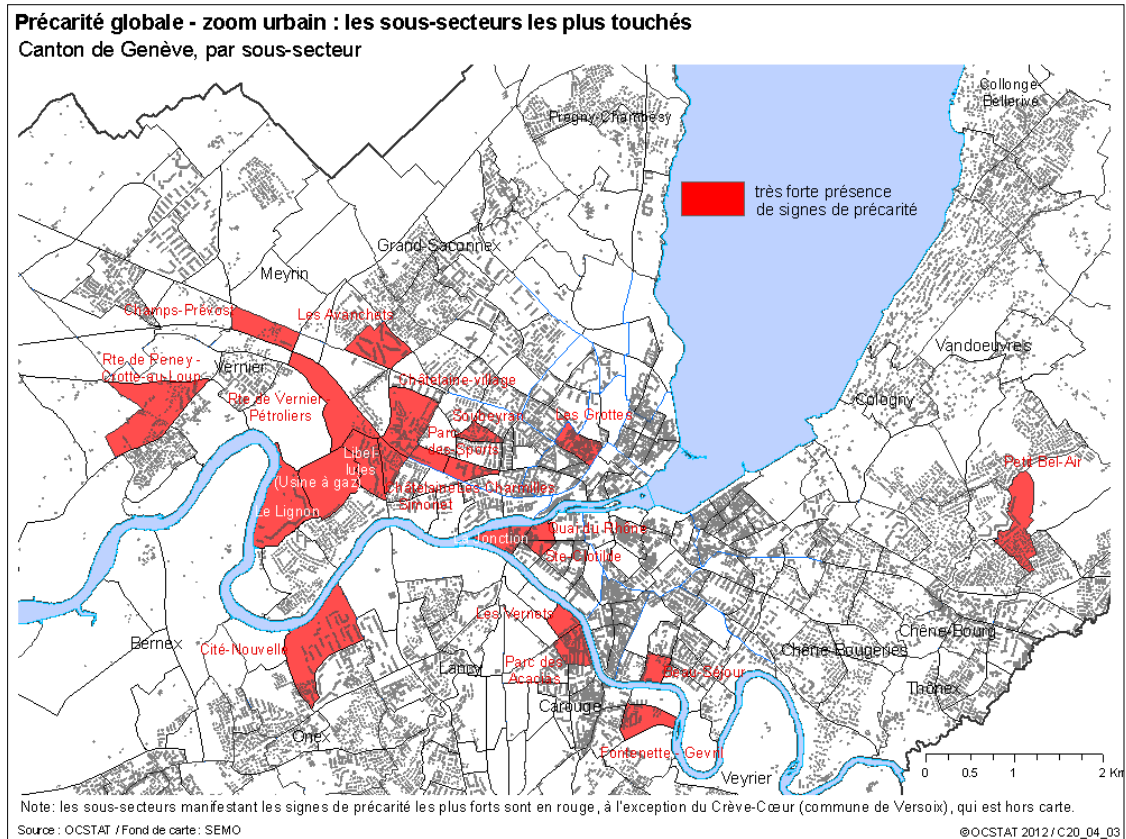 Précarité globale - zoom urbain : les sous-secteurs les plus touchés
Canton de Genève, par sous-secteur
Collonge-
Bellerive
Pregny-Chambésy
très forte présence
de signes de précarité
Grand-Saconnex
Meyrin
Champs-Prévost
Les Avanchets
Vandoeuvres
Rte de Peney -
Crotte-au-Loup
Vernier
Châtelaine-village
Rte de Vernier
Pétroliers
Cologny
Soubeyran
Les Grottes
Parc
des-Sports
Libel-
lules
(Usine à gaz)
Petit Bel-Air
Châtelaine
Les Charmilles
Simonet
Le Lignon
La Jonction
Quai du Rhône
Ste-Clotilde
Les Vernets
Bernex
Cité-Nouvelle
Lancy
Parc des
Acacias
Beau-Séjour
Chêne-Bourg
Chêne-Bougeries
Thônex
Carouge
Onex
Fontenette - Gevril
Veyrier
0 0.5 1 2 Km
Note: les sous-secteurs manifestant les signes de précarité les plus forts sont en rouge, à l'exception du Crève-Cœur (commune de Versoix), qui est hors carte.
Source : OCSTAT / Fond de carte : SEMO
©OCSTAT 2012 / C20_04_03